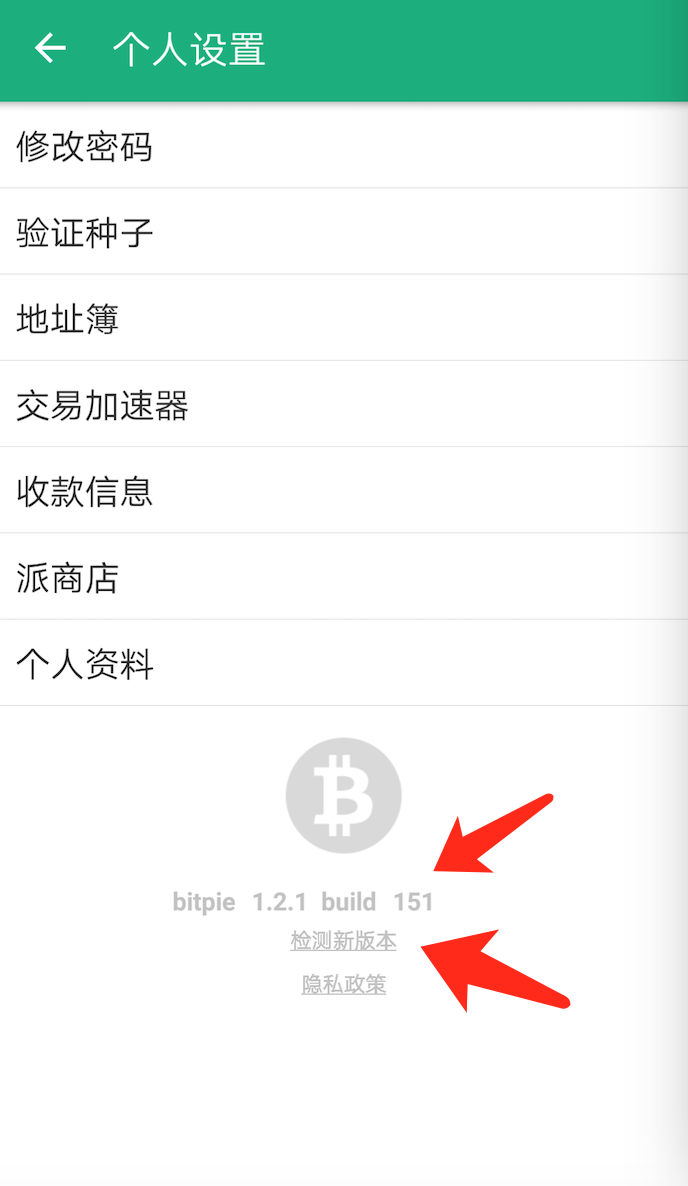 个人设置
修改密码
验证种子
地址簿
交易加速器
收款信息
派商店
个人资料
bitpie 1.2.1 build 151
检测新版本
隐私政策